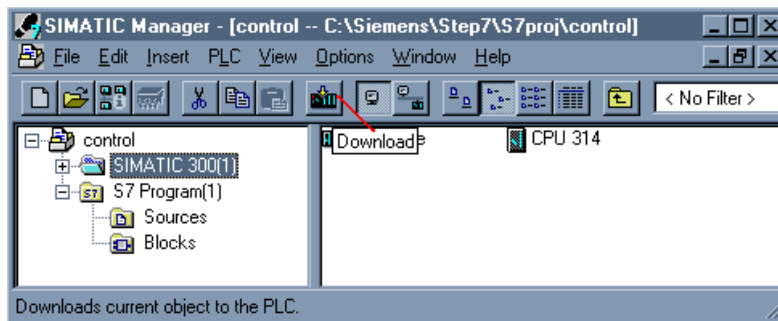 SIMATIC Manager - [control -- C:\Siemens\Step7\S7proj\control]
File Edit Insert PLC View Options Window Help
< No Filter >
control
SIMATIC 300(1)
S7 Program(1)
Sources
Blocks
Download
CPU 314
Downloads current object to the PLC.